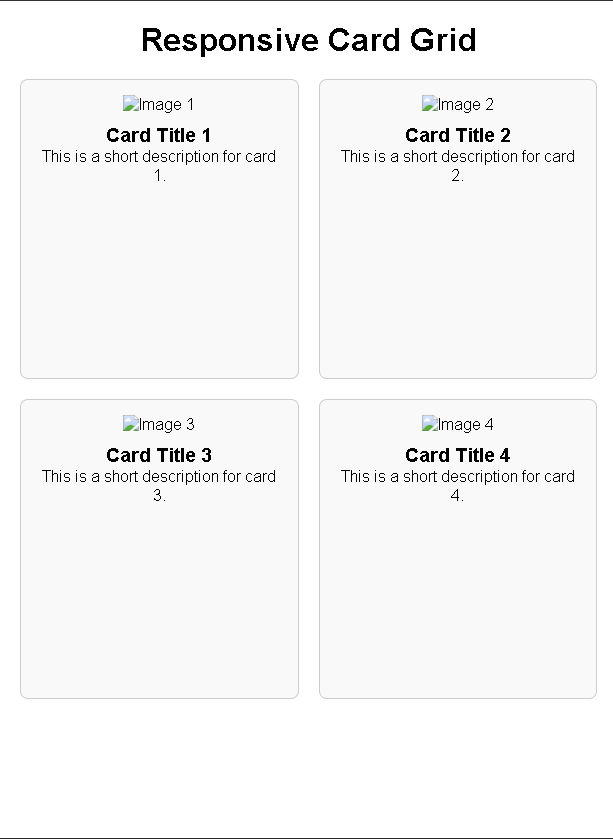 Responsive Card Grid
Image 1
Card Title 1
This is a short description for card
1.
Image 2
Card Title 2
This is a short description for card
2.
Image 3
Card Title 3
This is a short description for card
3.
Image 4
Card Title 4
This is a short description for card
4.